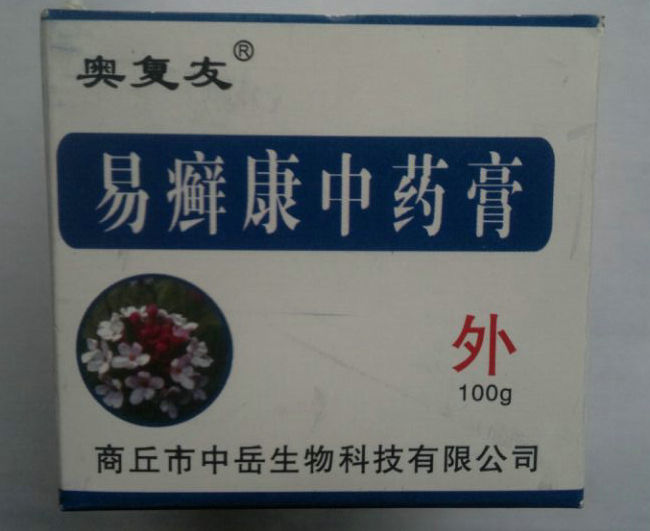 奥复友®
易癣康中药膏
外
100g
商丘市中岳生物科技有限公司